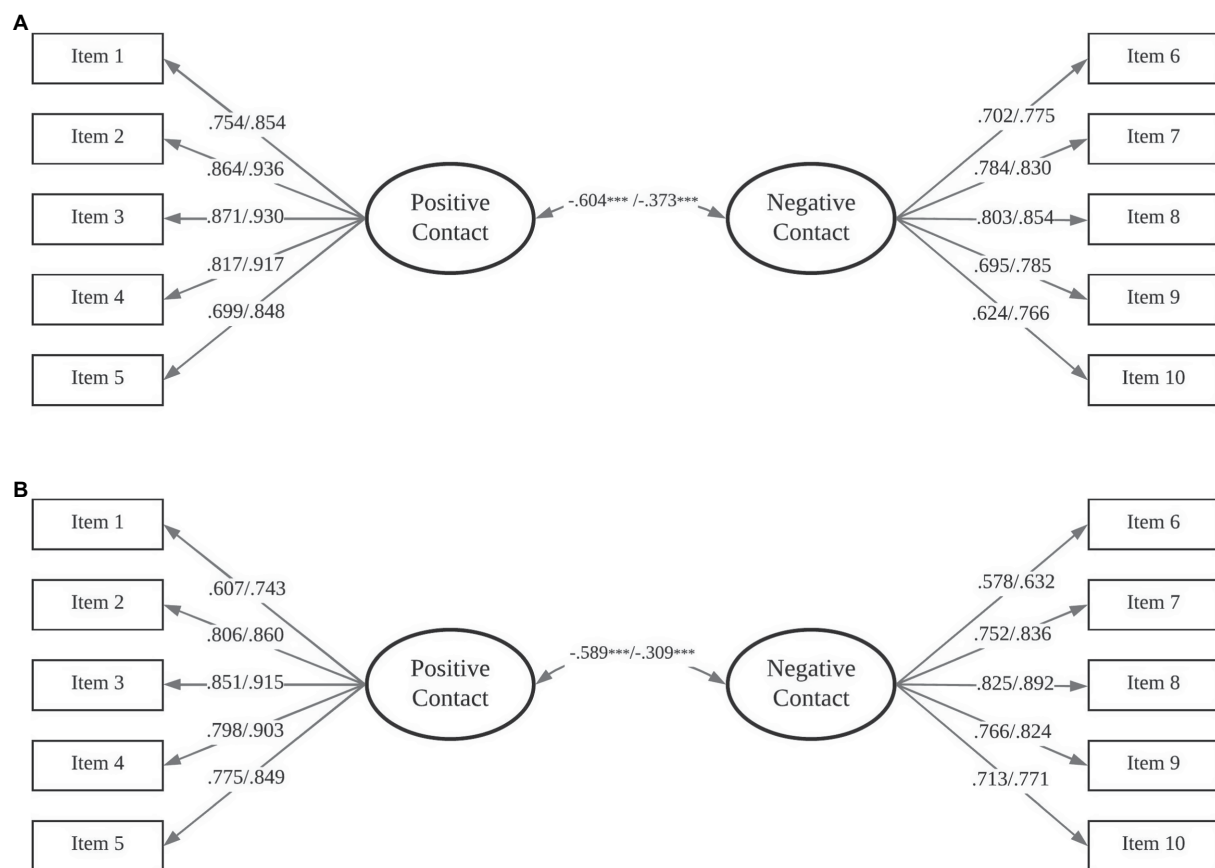 A
Item 1
Item 2
Item 3
Item 4
Item 5
.754/.854
.864/.936
.871/.930
.817/.917
.699/.848
Positive
Contact
-.604*** /-.373***
Negative
Contact
.702/.775
.784/.830
.803/.854
.695/.785
.624/.766
Item 6
Item 7
Item 8
Item 9
Item 10
B
Item 1
Item 2
Item 3
Item 4
Item 5
.607/.743
.806/.860
.851/.915
.798/.903
.775/.849
Positive
Contact
-.589***/-.309***
Negative
Contact
.578/.632
.752/.836
.825/.892
.766/.824
.713/.771
Item 6
Item 7
Item 8
Item 9
Item 10